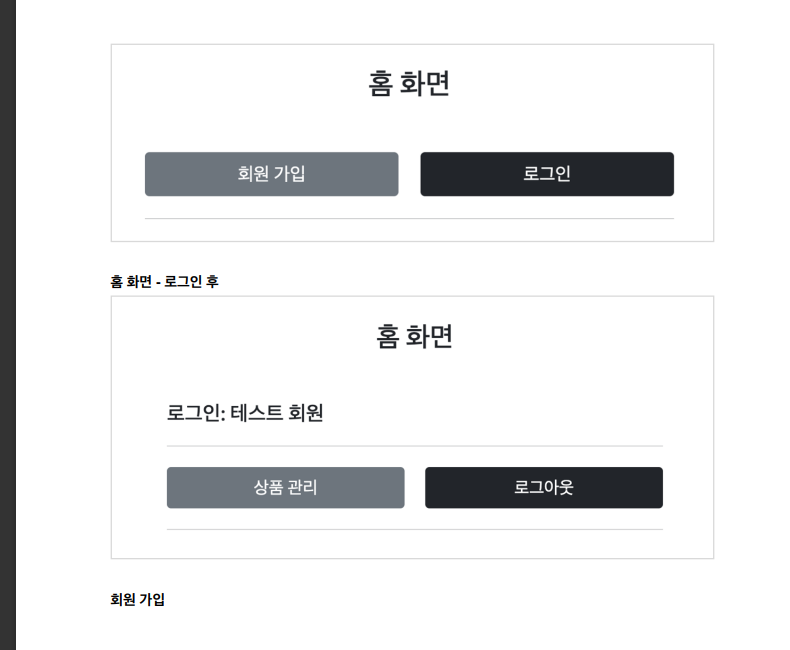 홈 화면
회원 가입 로그인
홈 화면 - 로그인 후
홈 화면
로그인: 테스트 회원
상품 관리 로그아웃
회원 가입